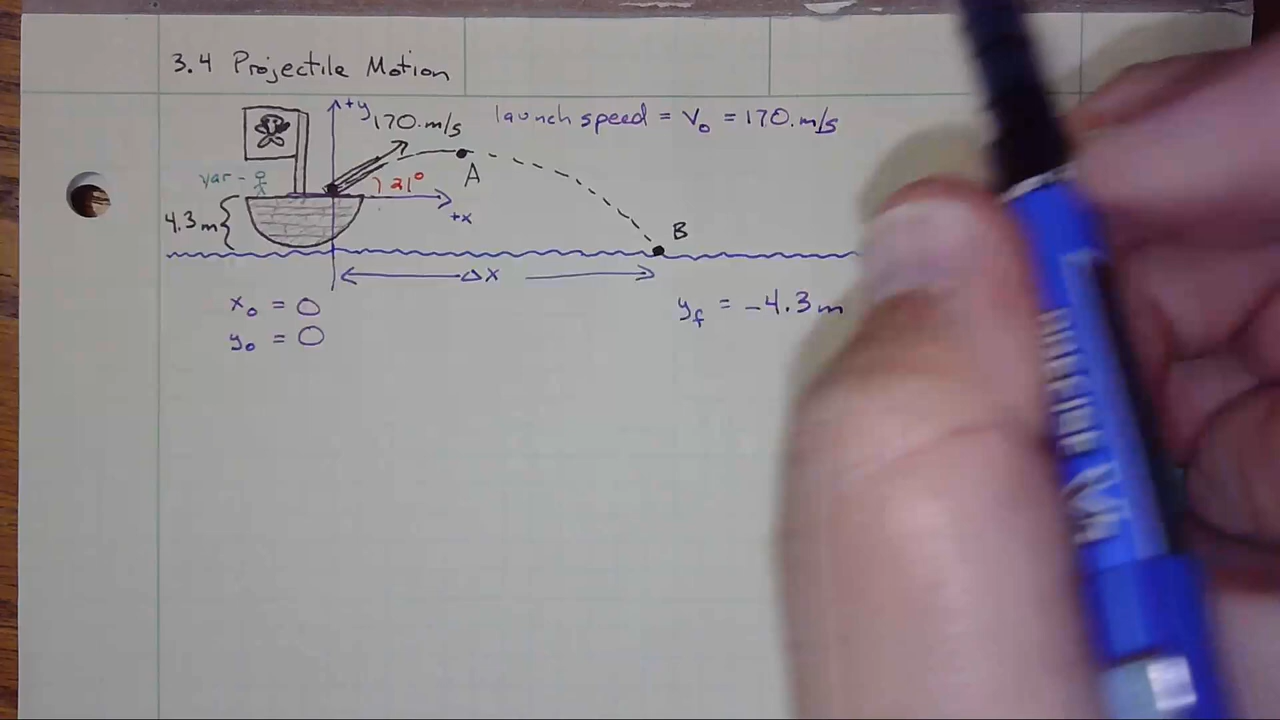 3.4 Projectile Motion
+y
170. m/s
launch speed = v₀ = 170. m/s
A
yar -
21°
4.3 m
+x
B
Δx
x₀ = 0
y_f = -4.3 m
y₀ = 0